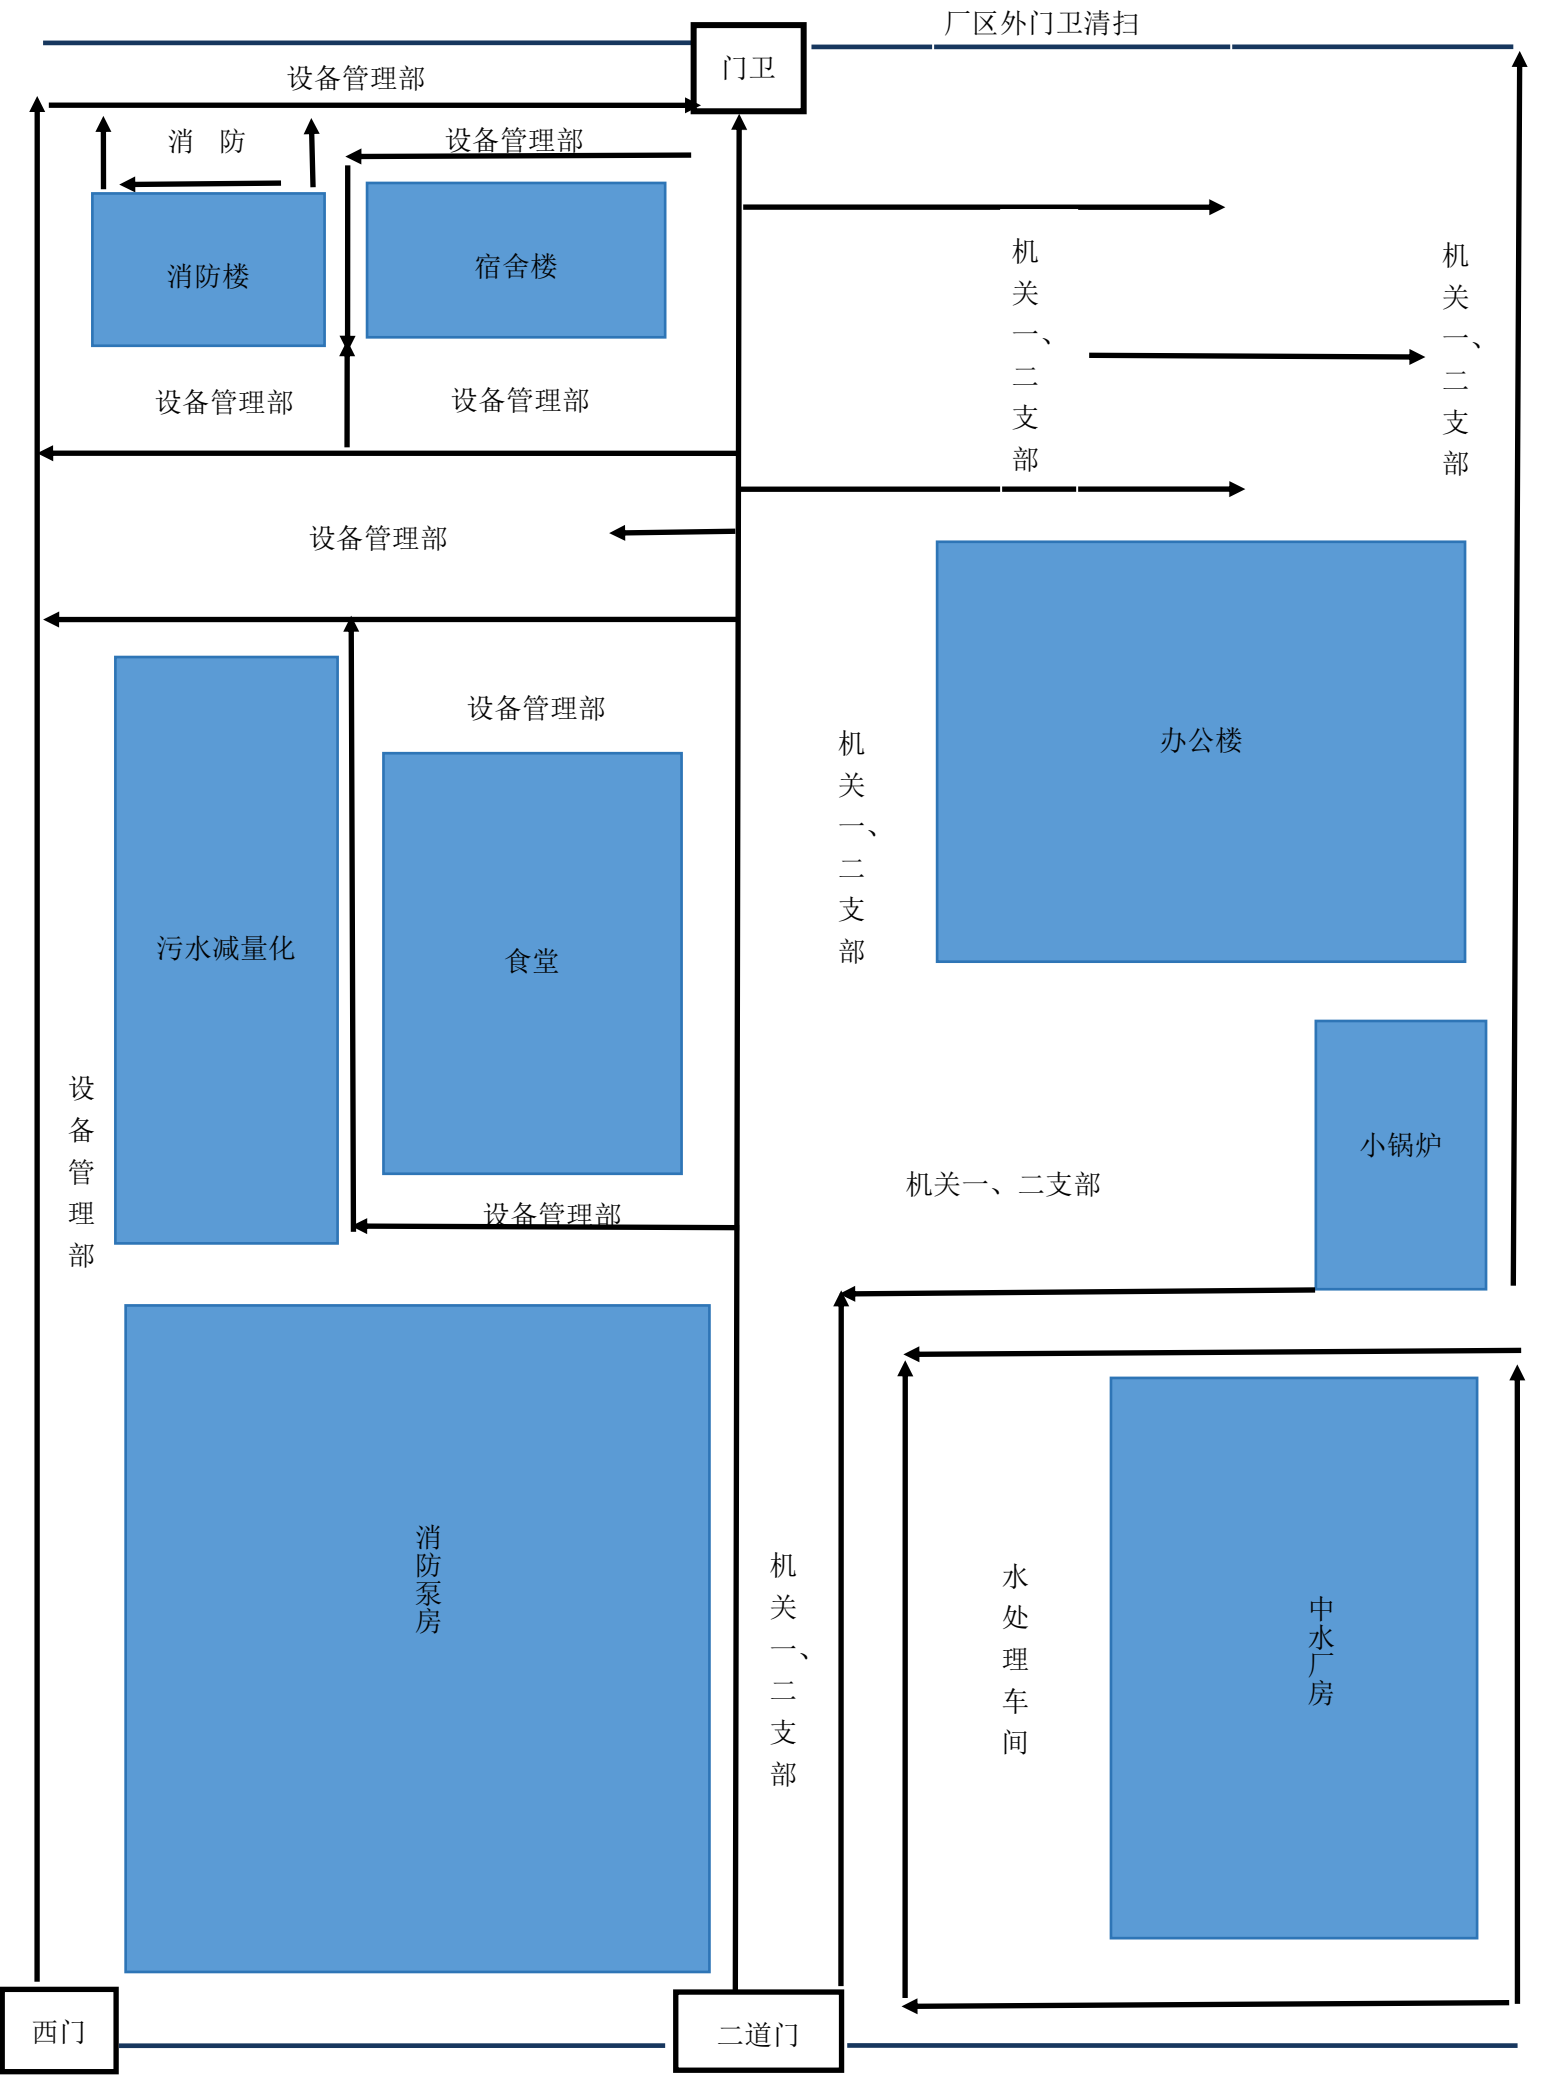 厂区外门卫清扫
门卫
设备管理部
消 防
设备管理部
消防楼
宿舍楼
机关一、二支部
机关一、二支部
设备管理部
设备管理部
设备管理部
设备管理部
办公楼
机关一、二支部
污水减量化
食堂
设备管理部
小锅炉
机关一、二支部
设备管理部
消防泵房
机关一、二支部
水处理车间
中水厂房
西门
二道门